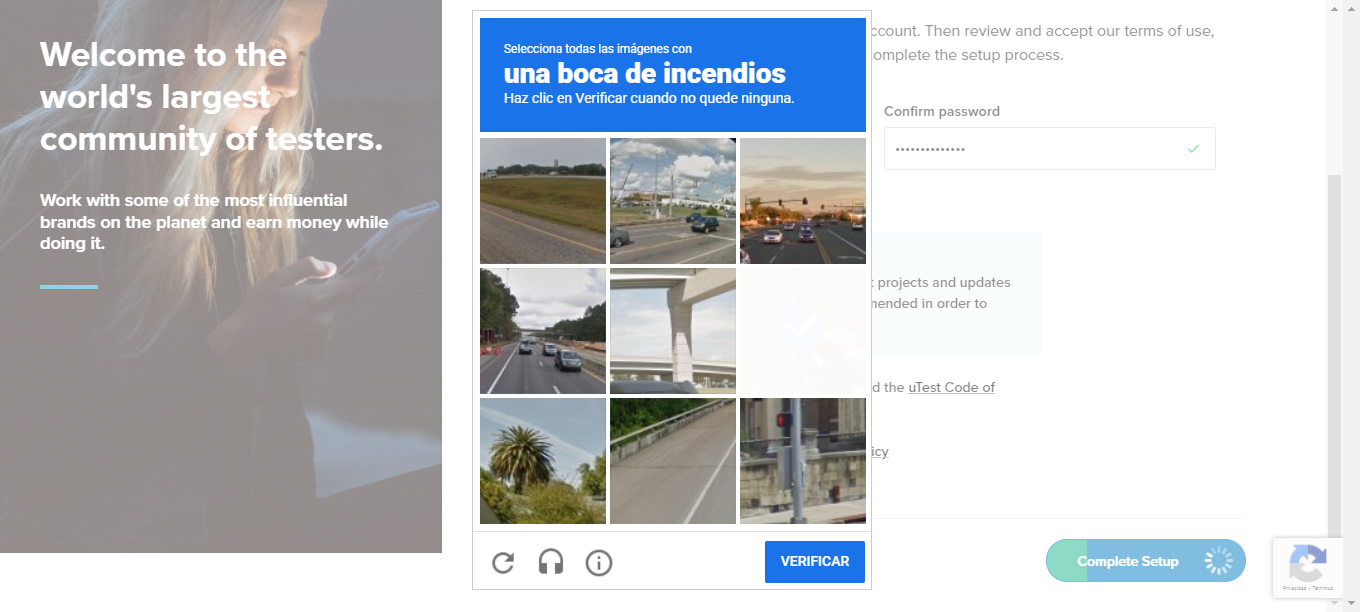 Welcome to the
world's largest
community of testers.
Work with some of the most influential
brands on the planet and earn money while
doing it.
Selecciona todas las imágenes con
una boca de incendios
Haz clic en Verificar cuando no quede ninguna.
VERIFICAR
ccount. Then review and accept our terms of use,
omplete the setup process.
Confirm password
t projects and updates
mended in order to
d the uTest Code of
icy
Complete Setup
Privacidad - Términos